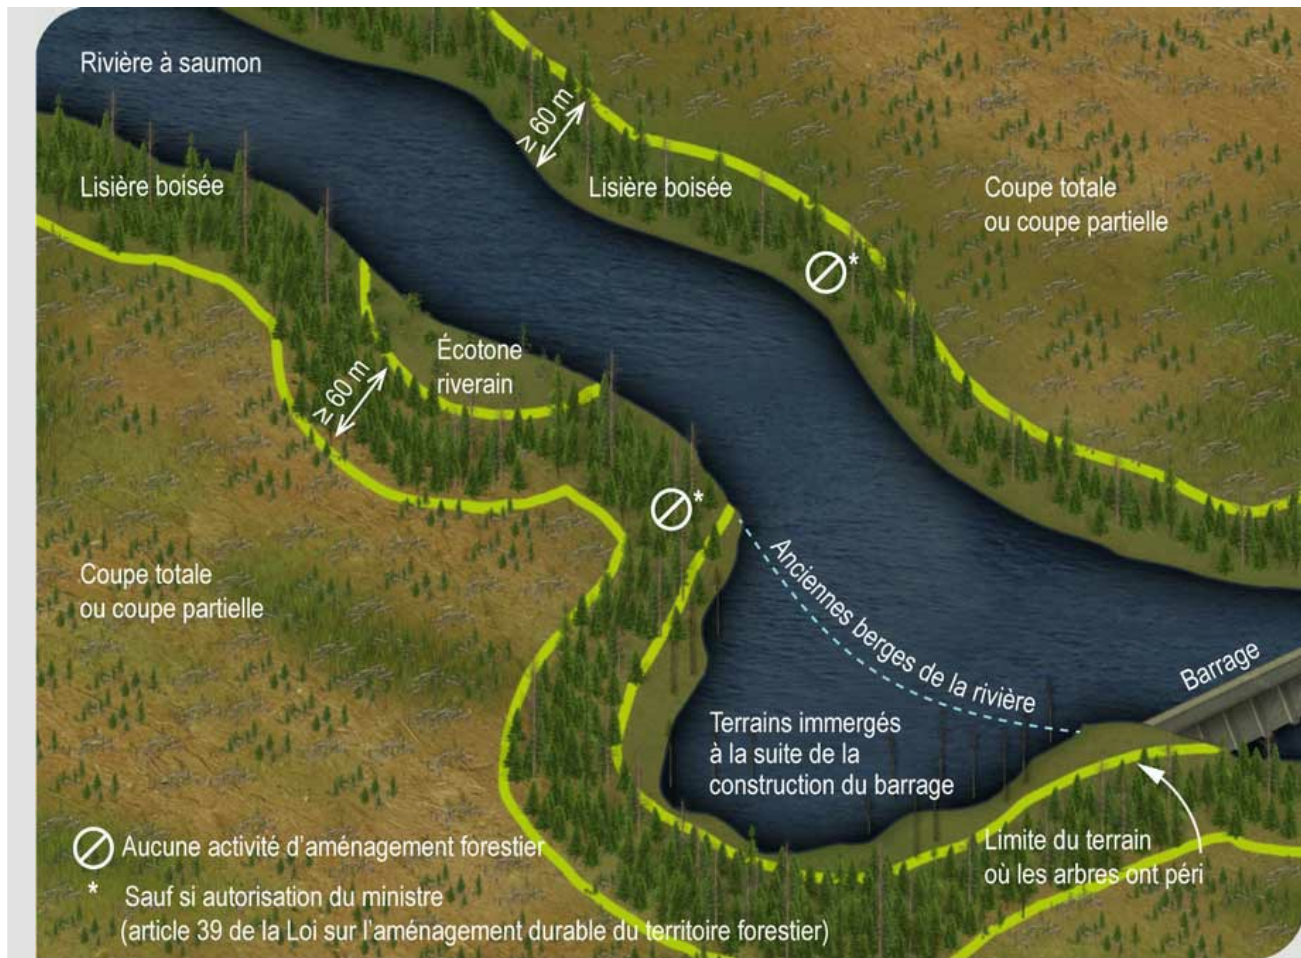 Rivière à saumon
≥ 60 m
Lisière boisée
Lisière boisée
Coupe totale
ou coupe partielle
*
Écotone
riverain
≥ 60 m
*
Coupe totale
ou coupe partielle
Anciennes berges de la rivière
Barrage
Terrains immergés
à la suite de la
construction du barrage
Limite du terrain
où les arbres ont péri
Aucune activité d'aménagement forestier
* Sauf si autorisation du ministre
(article 39 de la Loi sur l'aménagement durable du territoire forestier)